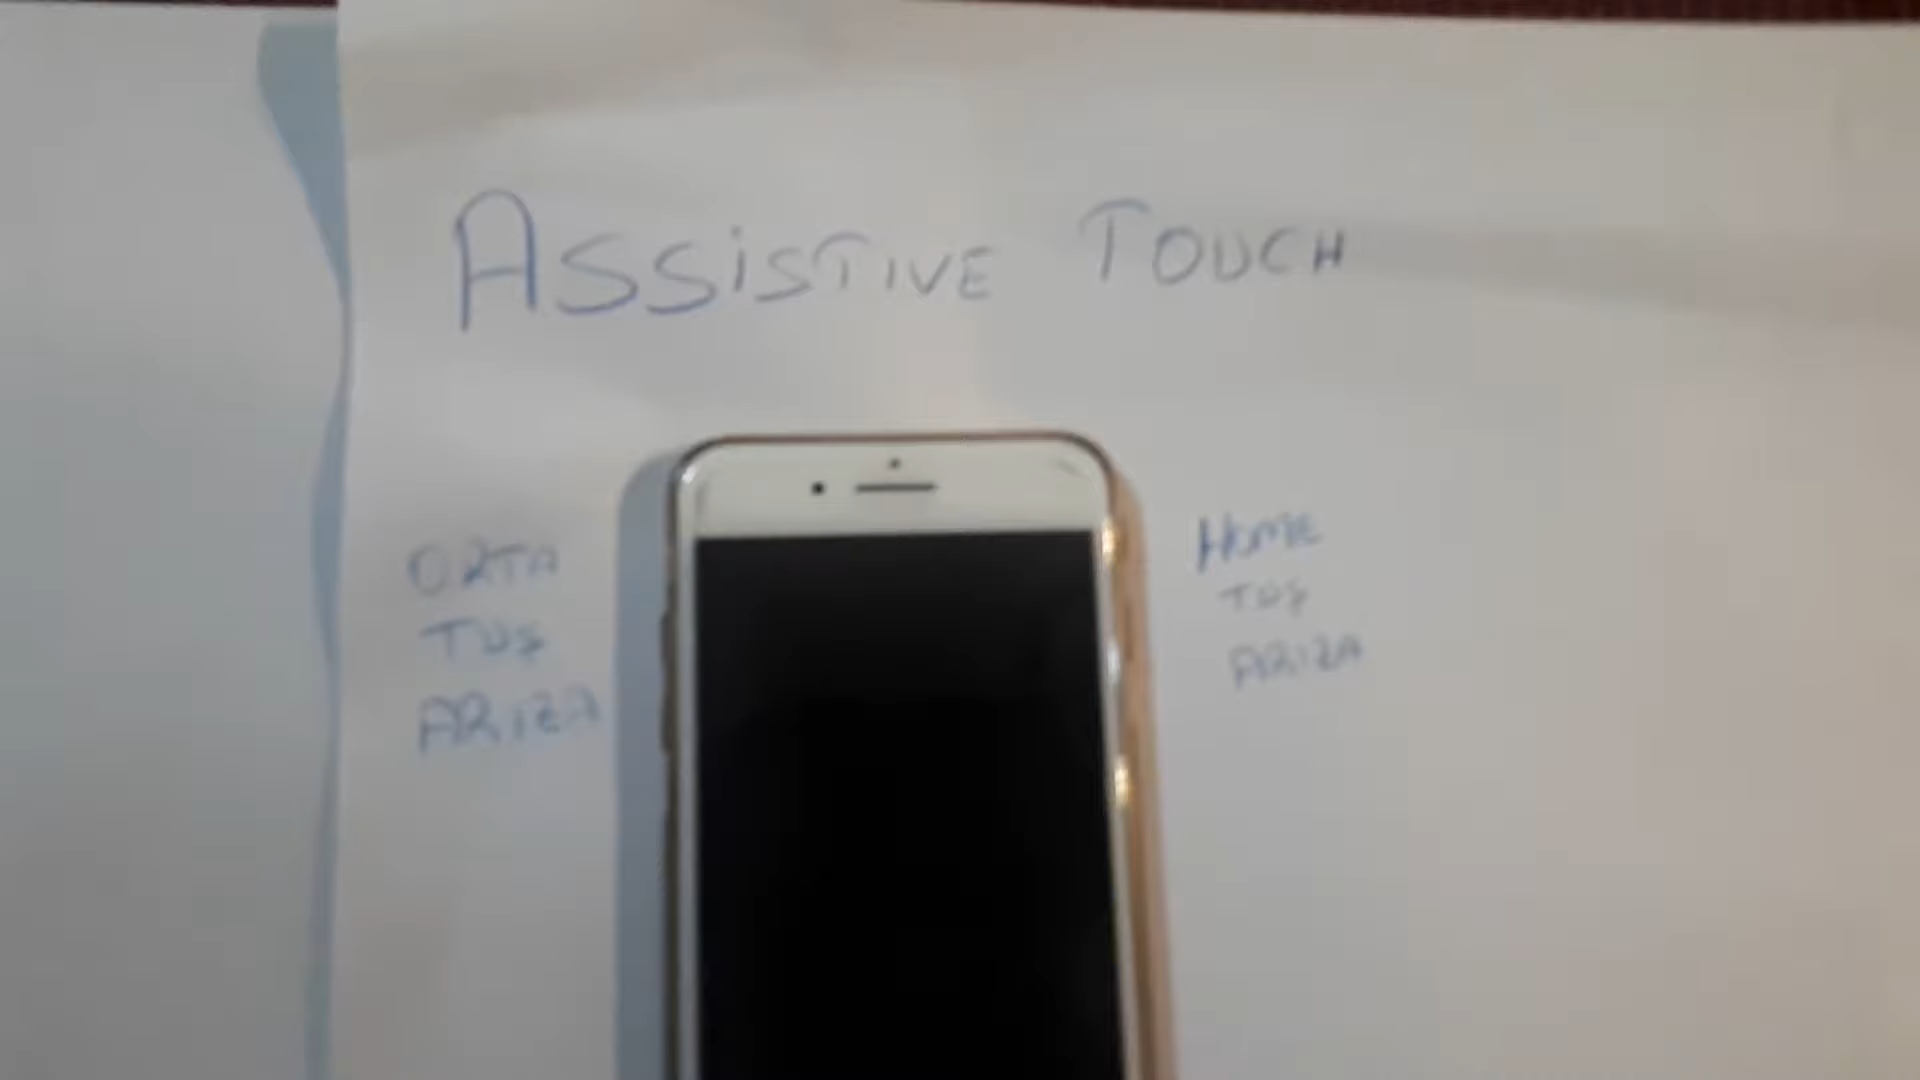 ASSiSTIVE TOUCH
ORTA
TUŞ
ARIZA
HOME
TUŞ
ARIZA